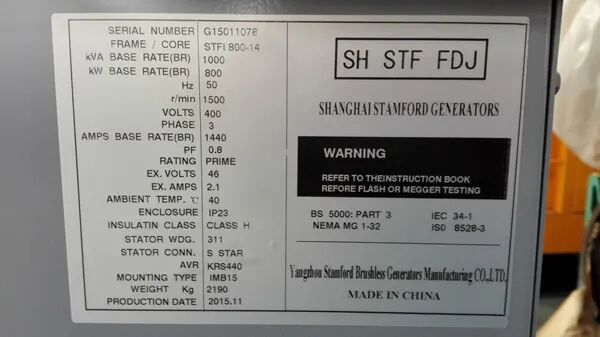 SERIAL NUMBER G15011078
FRAME / CORE STFI 800-14
kVA BASE RATE(BR) 1000
kW BASE RATE(BR) 800
Hz 50
r/min 1500
VOLTS 400
PHASE 3
AMPS BASE RATE(BR) 1440
PF 0.8
RATING PRIME
EX. VOLTS 46
EX. AMPS 2.1
AMBIENT TEMP. ℃ 40
ENCLOSURE IP23
INSULATIN CLASS CLASS H
STATOR WDG. 311
STATOR CONN. S STAR
AVR KRS440
MOUNTING TYPE IMB15
WEIGHT Kg 2190
PRODUCTION DATE 2015.11
SH STF FDJ
SHANGHAI STAMFORD GENERATORS
WARNING
REFER TO THEINSTRUCTION BOOK
REFORE FLASH OR MEGGER TESTING
BS 5000: PART 3 IEC 34-1
NEMA MG 1-32 ISO 8528-3
Yangzhou Stamford Brushless Generators Manufacturing CO.,LTD.
MADE IN CHINA